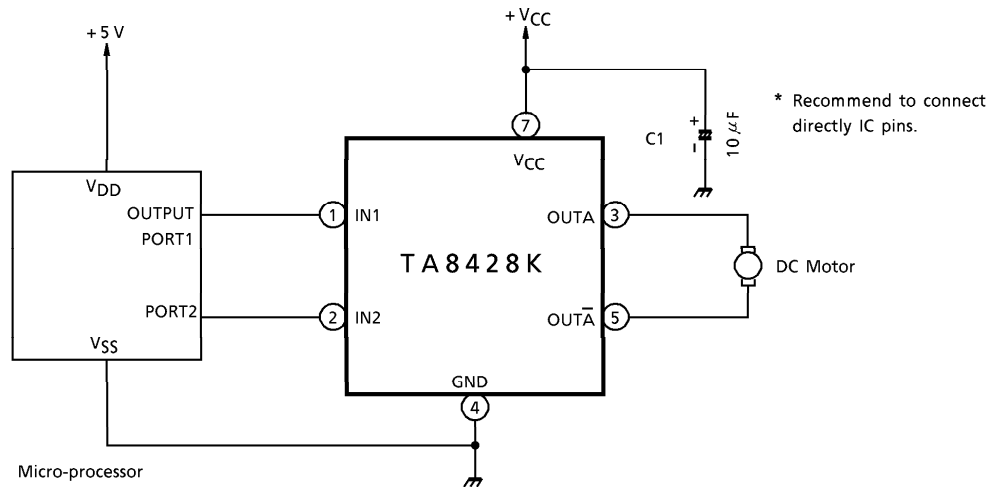 + 5 V
+ VCC
* Recommend to connect
directly IC pins.
C1
+
−
10 μF
7
VCC
VDD
OUTPUT
PORT1
1
IN1
OUTA
3
TA8428K
DC Motor
PORT2
2
IN2
OUTA̅
5
VSS
GND
4
Micro-processor